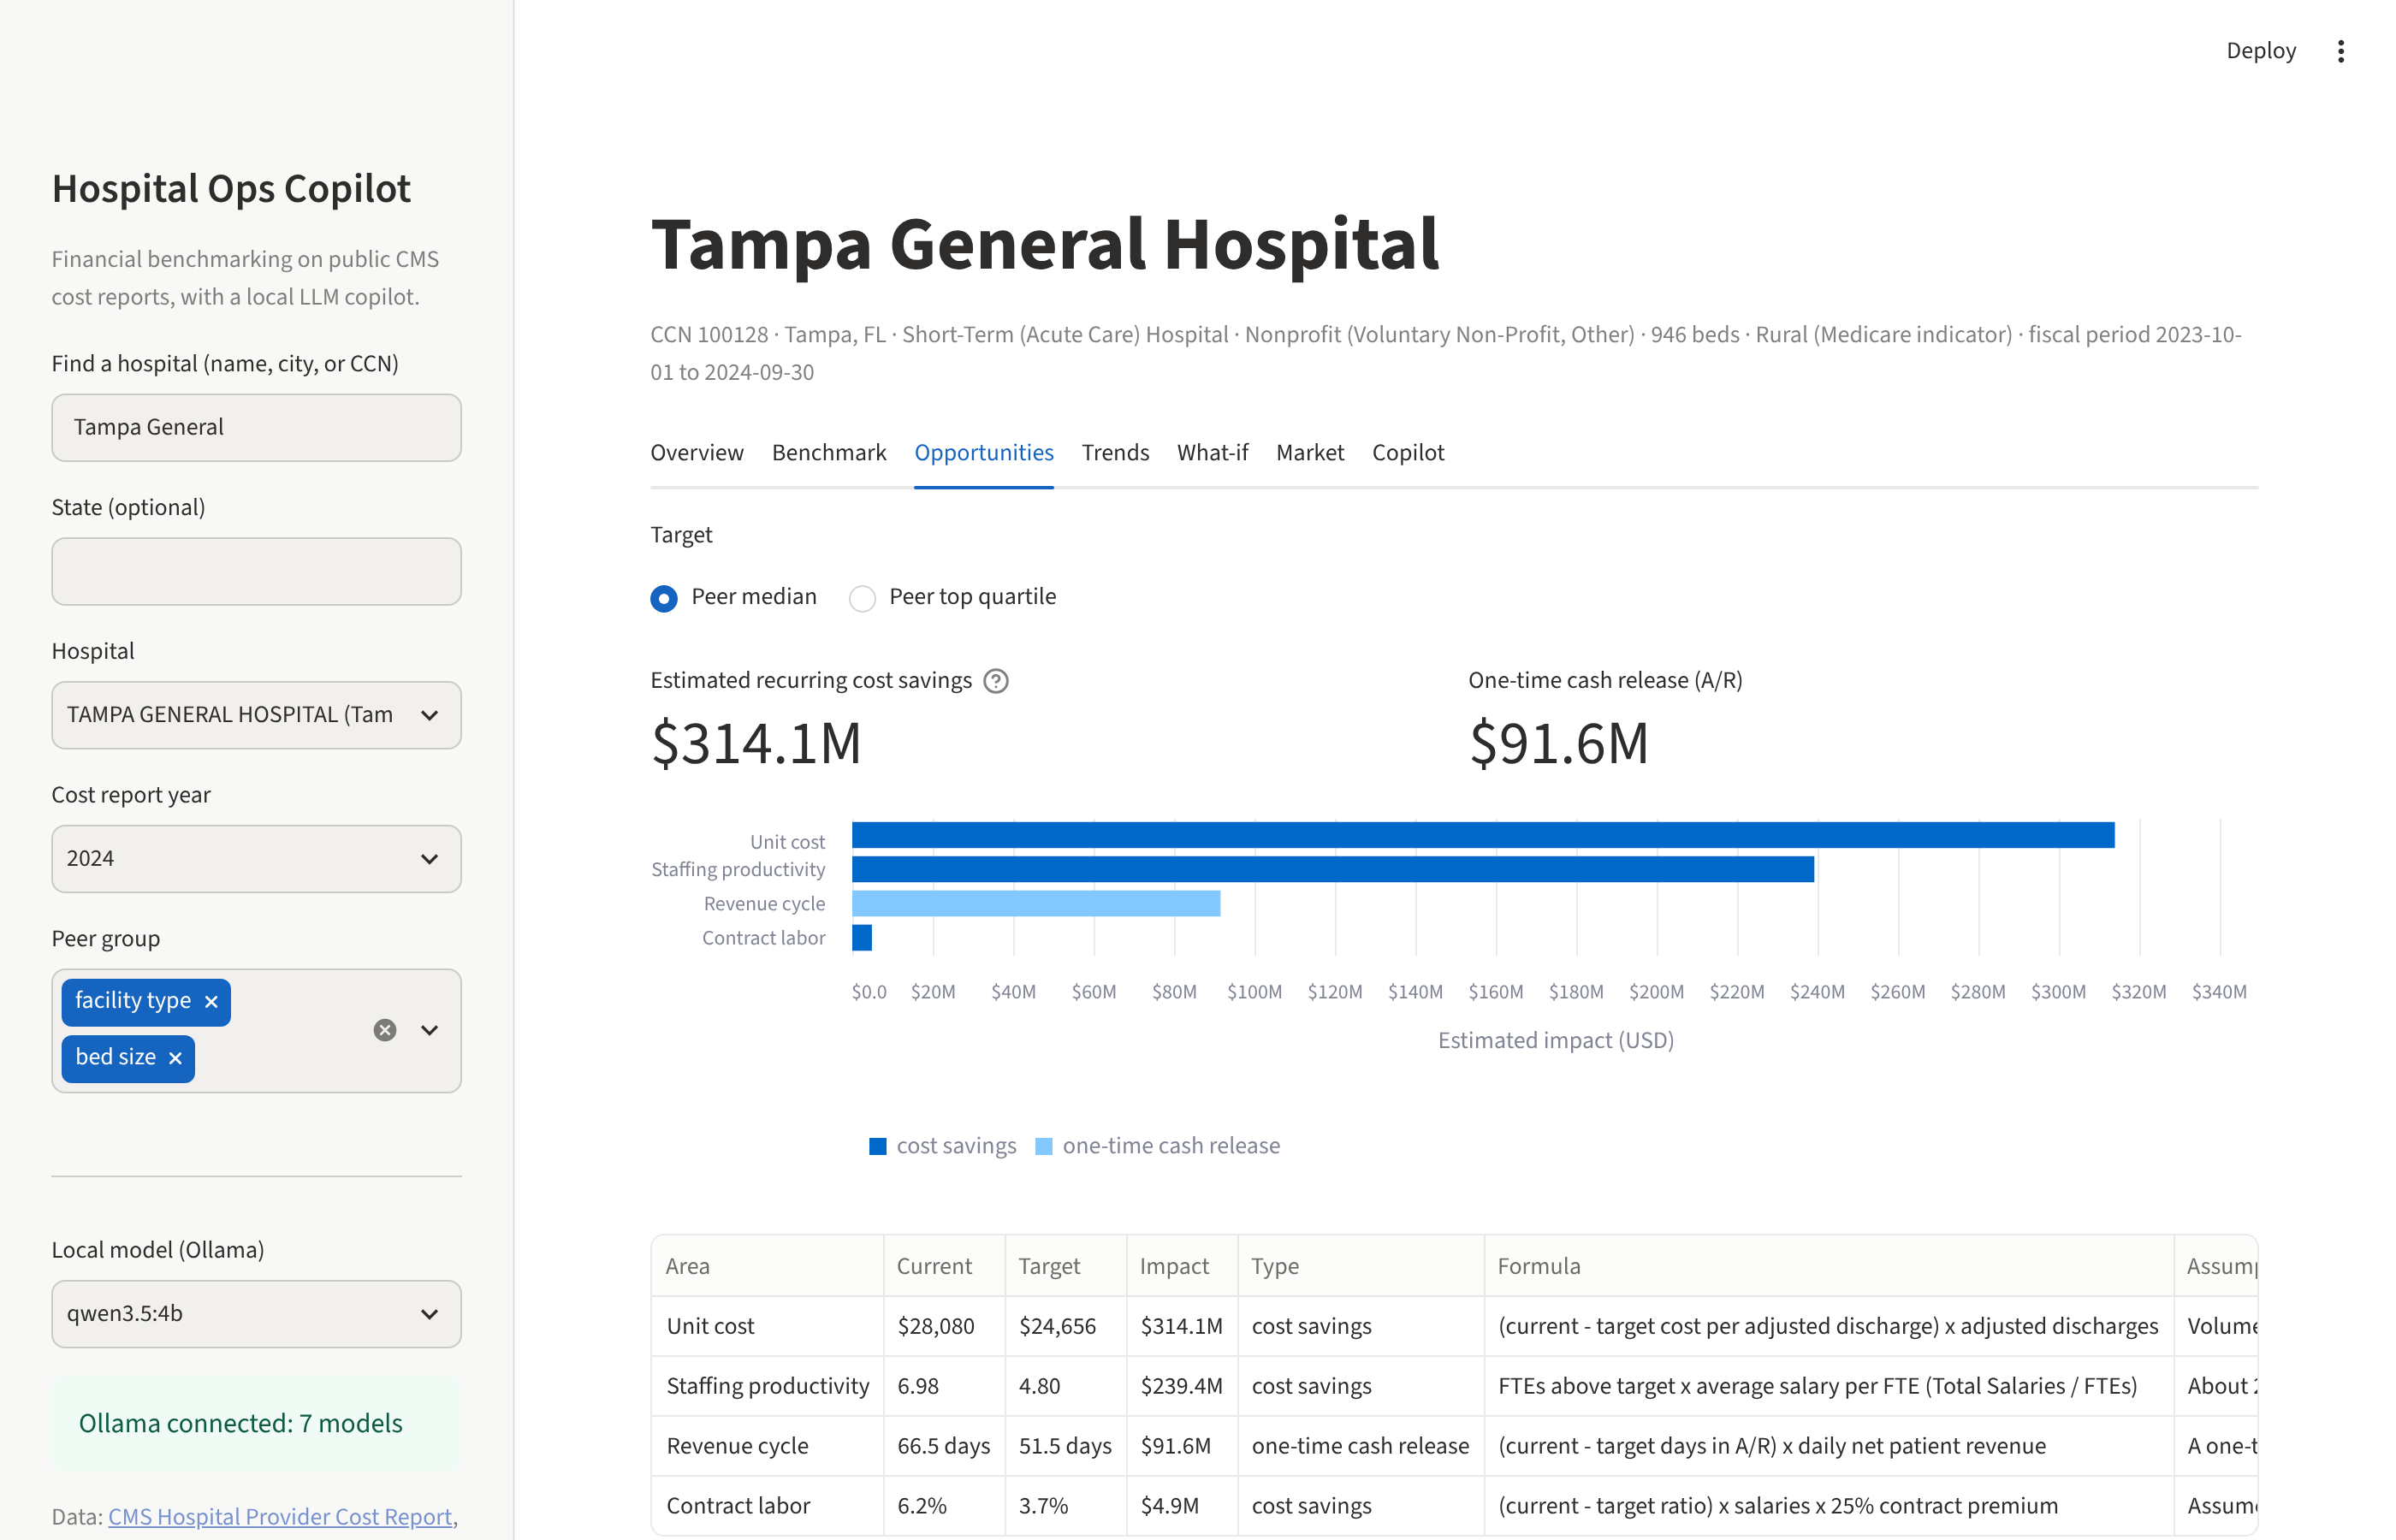 Deploy
Hospital Ops Copilot
Financial benchmarking on public CMS
cost reports, with a local LLM copilot.
Find a hospital (name, city, or CCN)
Tampa General
State (optional)
Hospital
TAMPA GENERAL HOSPITAL (Tam
Cost report year
2024
Peer group
facility type
bed size
Local model (Ollama)
qwen3.5:4b
Ollama connected: 7 models
Data: CMS Hospital Provider Cost Report,
Tampa General Hospital
CCN 100128 · Tampa, FL · Short-Term (Acute Care) Hospital · Nonprofit (Voluntary Non-Profit, Other) · 946 beds · Rural (Medicare indicator) · fiscal period 2023-10-
01 to 2024-09-30
Overview Benchmark Opportunities Trends What-if Market Copilot
Target
Peer median Peer top quartile
Estimated recurring cost savings One-time cash release (A/R)
$314.1M $91.6M
Unit cost
Staffing productivity
Revenue cycle
Contract labor
$0.0 $20M $40M $60M $80M $100M $120M $140M $160M $180M $200M $220M $240M $260M $280M $300M $320M $340M
Estimated impact (USD)
cost savings one-time cash release
Area Current Target Impact Type Formula Assump
Unit cost $28,080 $24,656 $314.1M cost savings (current - target cost per adjusted discharge) x adjusted discharges Volume
Staffing productivity 6.98 4.80 $239.4M cost savings FTEs above target x average salary per FTE (Total Salaries / FTEs) About
Revenue cycle 66.5 days 51.5 days $91.6M one-time cash release (current - target days in A/R) x daily net patient revenue A one-t
Contract labor 6.2% 3.7% $4.9M cost savings (current - target ratio) x salaries x 25% contract premium Assume